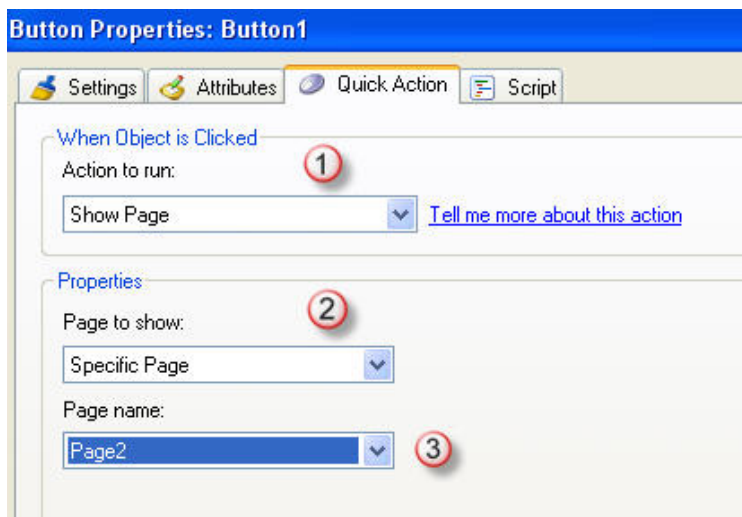 Button Properties: Button1
Settings Attributes Quick Action Script
When Object is Clicked
Action to run:
1
Show Page Tell me more about this action
Properties
Page to show:
2
Specific Page
Page name:
Page2
3